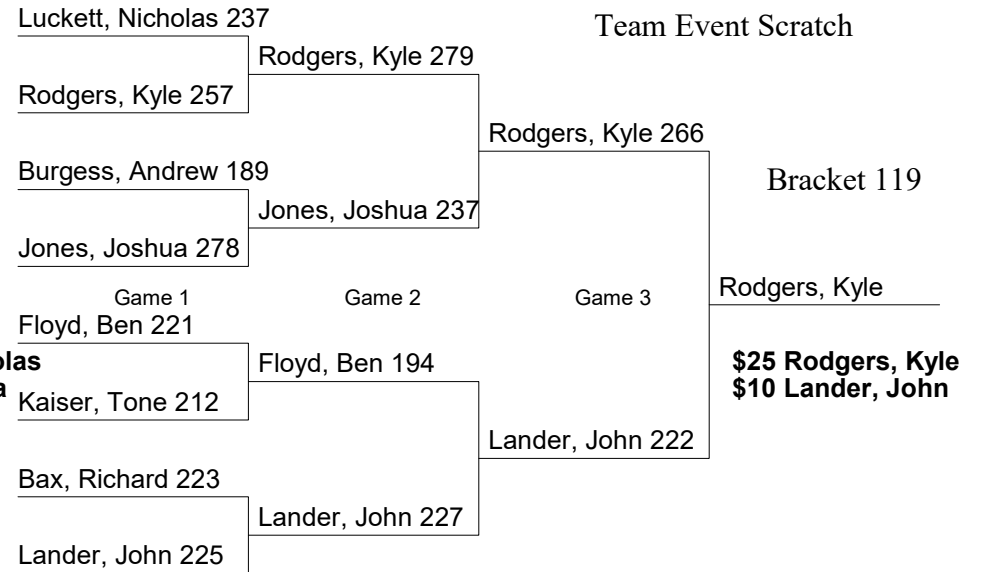 Luckett, Nicholas 237
Team Event Scratch
Rodgers, Kyle 279
Rodgers, Kyle 257
Rodgers, Kyle 266
Burgess, Andrew 189
Bracket 119
Jones, Joshua 237
Jones, Joshua 278
Game 1
Game 2
Game 3
Rodgers, Kyle
Floyd, Ben 221
Floyd, Ben 194
$25 Rodgers, Kyle
$10 Lander, John
Kaiser, Tone 212
Lander, John 222
Bax, Richard 223
Lander, John 227
Lander, John 225